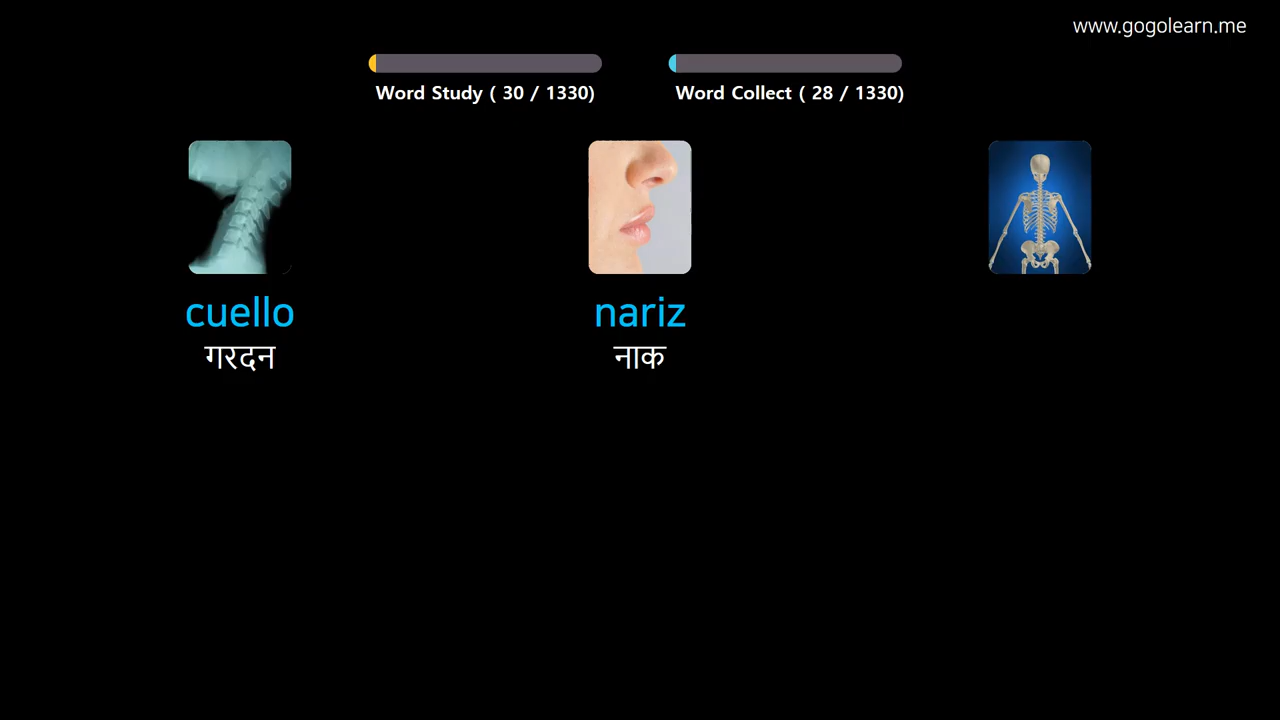 www.gogolearn.me
Word Study ( 30 / 1330)
Word Collect ( 28 / 1330)
cuello
गरदन
nariz
नाक